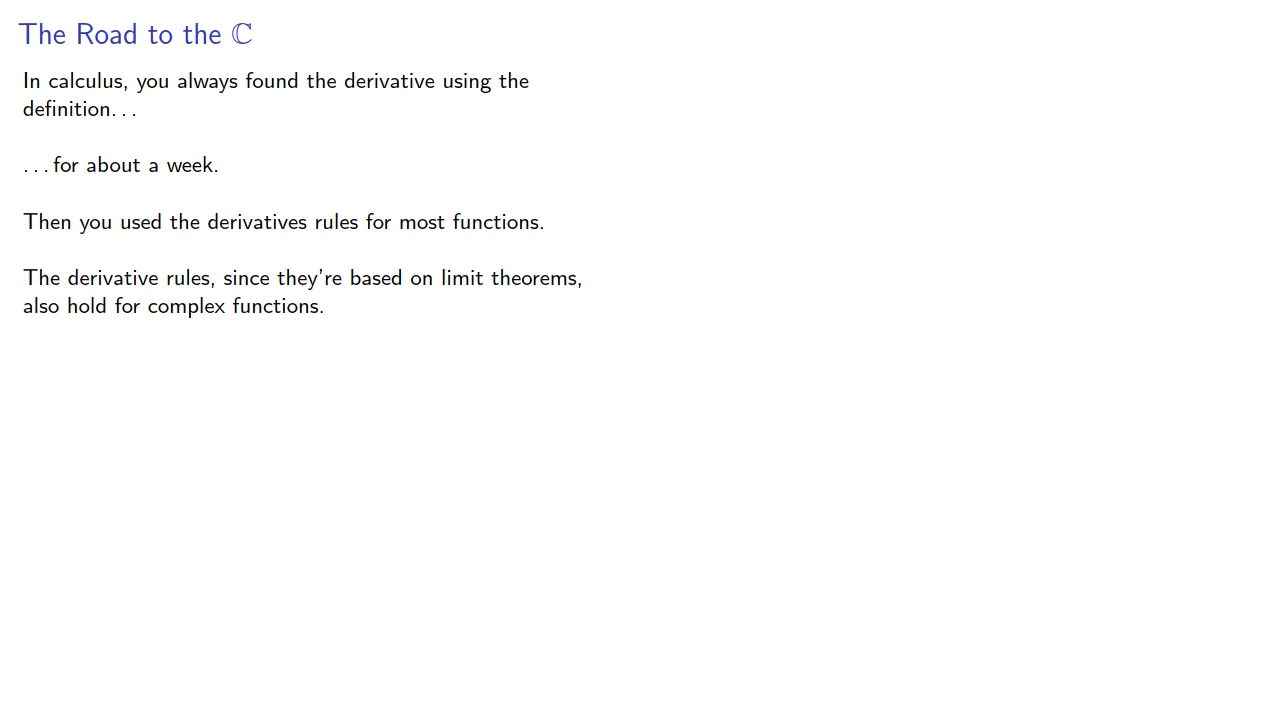 The Road to the ℂ
In calculus, you always found the derivative using the
definition. . .
. . . for about a week.
Then you used the derivatives rules for most functions.
The derivative rules, since they're based on limit theorems,
also hold for complex functions.